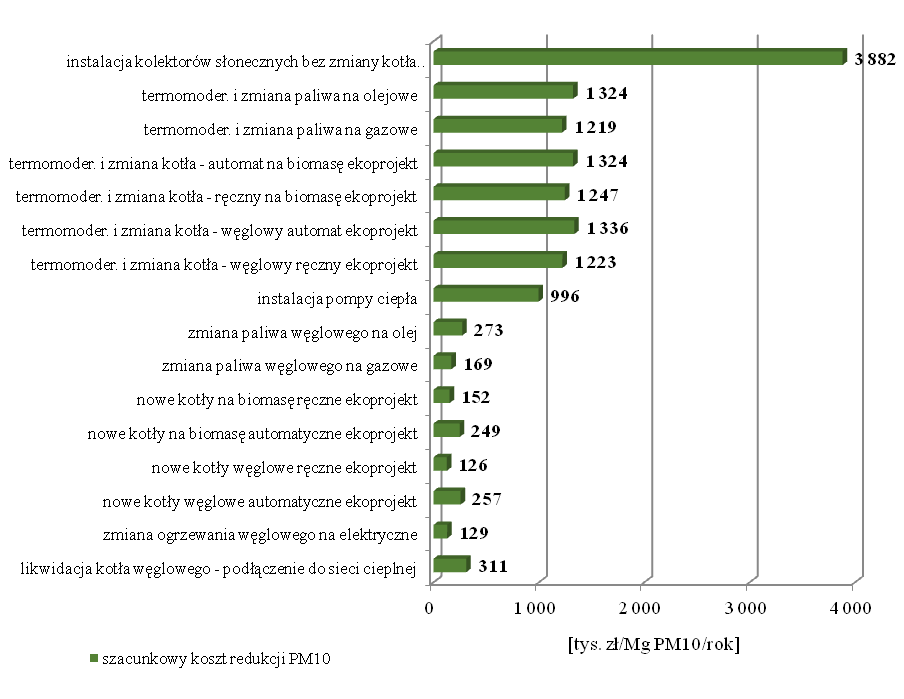 instalacja kolektorów słonecznych bez zmiany kotła.. 3 882
termomoder. i zmiana paliwa na olejowe 1 324
termomoder. i zmiana paliwa na gazowe 1 219
termomoder. i zmiana kotła - automat na biomasę ekoprojekt 1 324
termomoder. i zmiana kotła - ręczny na biomasę ekoprojekt 1 247
termomoder. i zmiana kotła - węglowy automat ekoprojekt 1 336
termomoder. i zmiana kotła - węglowy ręczny ekoprojekt 1 223
instalacja pompy ciepła 996
zmiana paliwa węglowego na olej 273
zmiana paliwa węglowego na gazowe 169
nowe kotły na biomasę ręczne ekoprojekt 152
nowe kotły na biomasę automatyczne ekoprojekt 249
nowe kotły węglowe ręczne ekoprojekt 126
nowe kotły węglowe automatyczne ekoprojekt 257
zmiana ogrzewania węglowego na elektryczne 129
likwidacja kotła węglowego - podłączenie do sieci cieplnej 311
0 1 000 2 000 3 000 4 000
[tys. zł/Mg PM10/rok]
szacunkowy koszt redukcji PM10